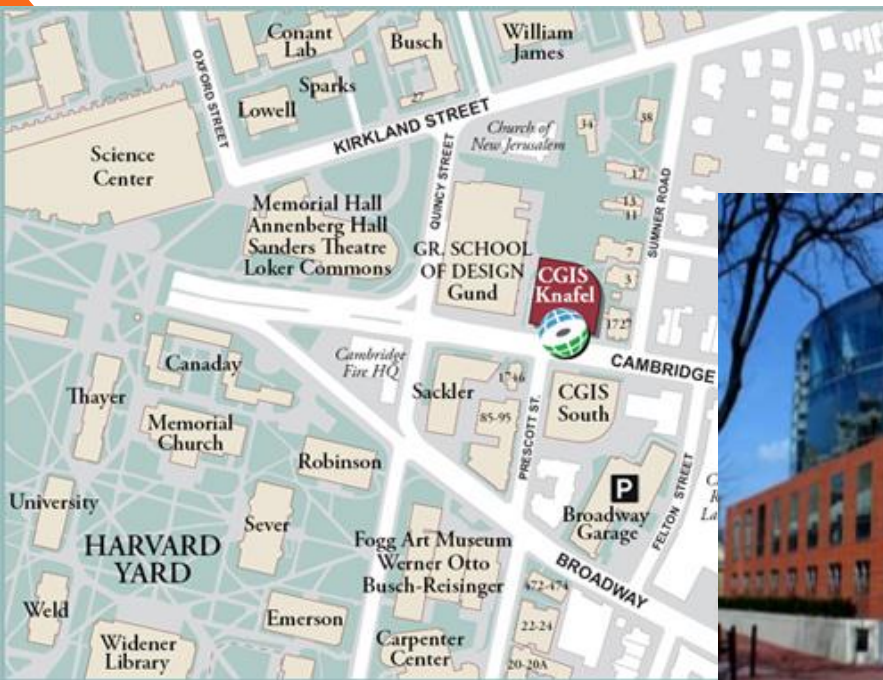 Conant
Lab
Busch
William
James
OXFORD STREET
Sparks
Lowell
27
KIRKLAND STREET
Church of
New Jerusalem
34
38
Science
Center
QUINCY STREET
17
13
11
SUMNER ROAD
Memorial Hall
Annenberg Hall
Sanders Theatre
Loker Commons
GR. SCHOOL
OF DESIGN
Gund
7
3
CGIS
Knafel
1727
Canaday
Cambridge
Fire HQ
CAMBRIDGE
Thayer
Sackler
1746
CGIS
South
Memorial
Church
85-95
PRESCOTT ST.
Robinson
P
Broadway
Garage
FELTON STREET
University
Sever
HARVARD
YARD
Fogg Art Museum
Werner Otto
Busch-Reisinger
BROADWAY
472-474
Weld
Emerson
22-24
Widener
Library
Carpenter
Center
20-20A